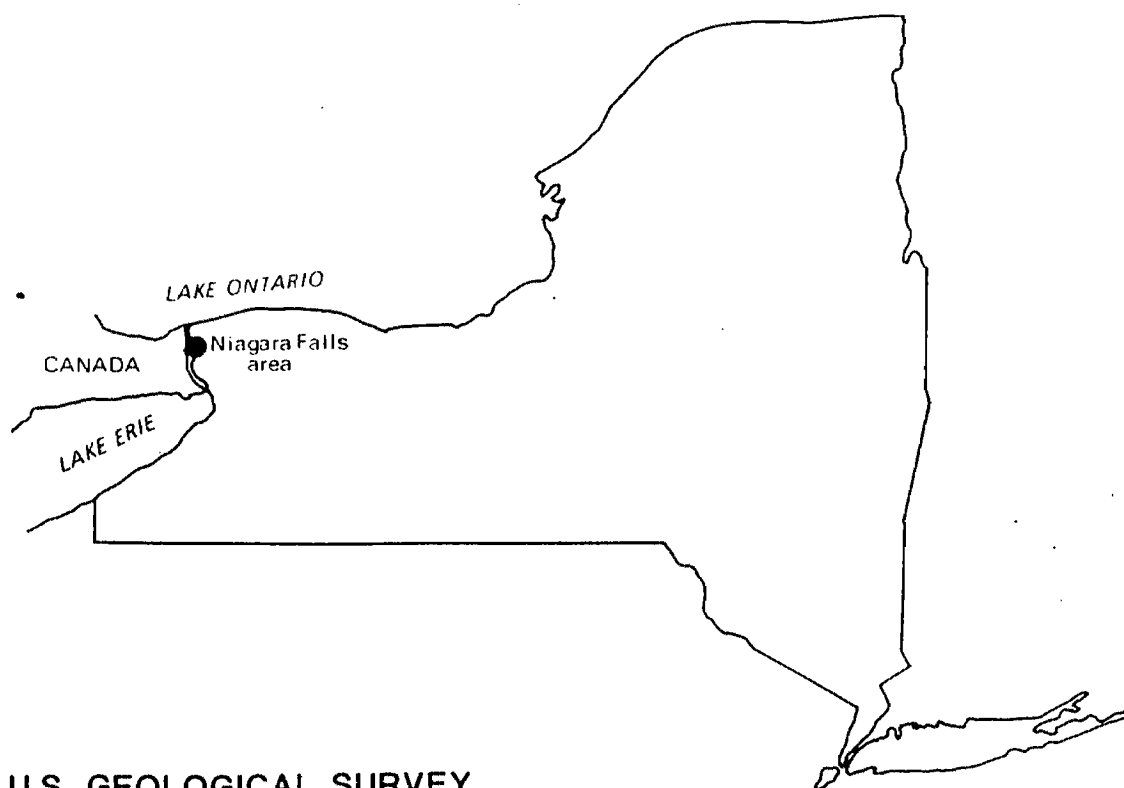 LAKE ONTARIO
Niagara Falls
area
CANADA
LAKE ERIE
U.S. GEOLOGICAL SURVEY